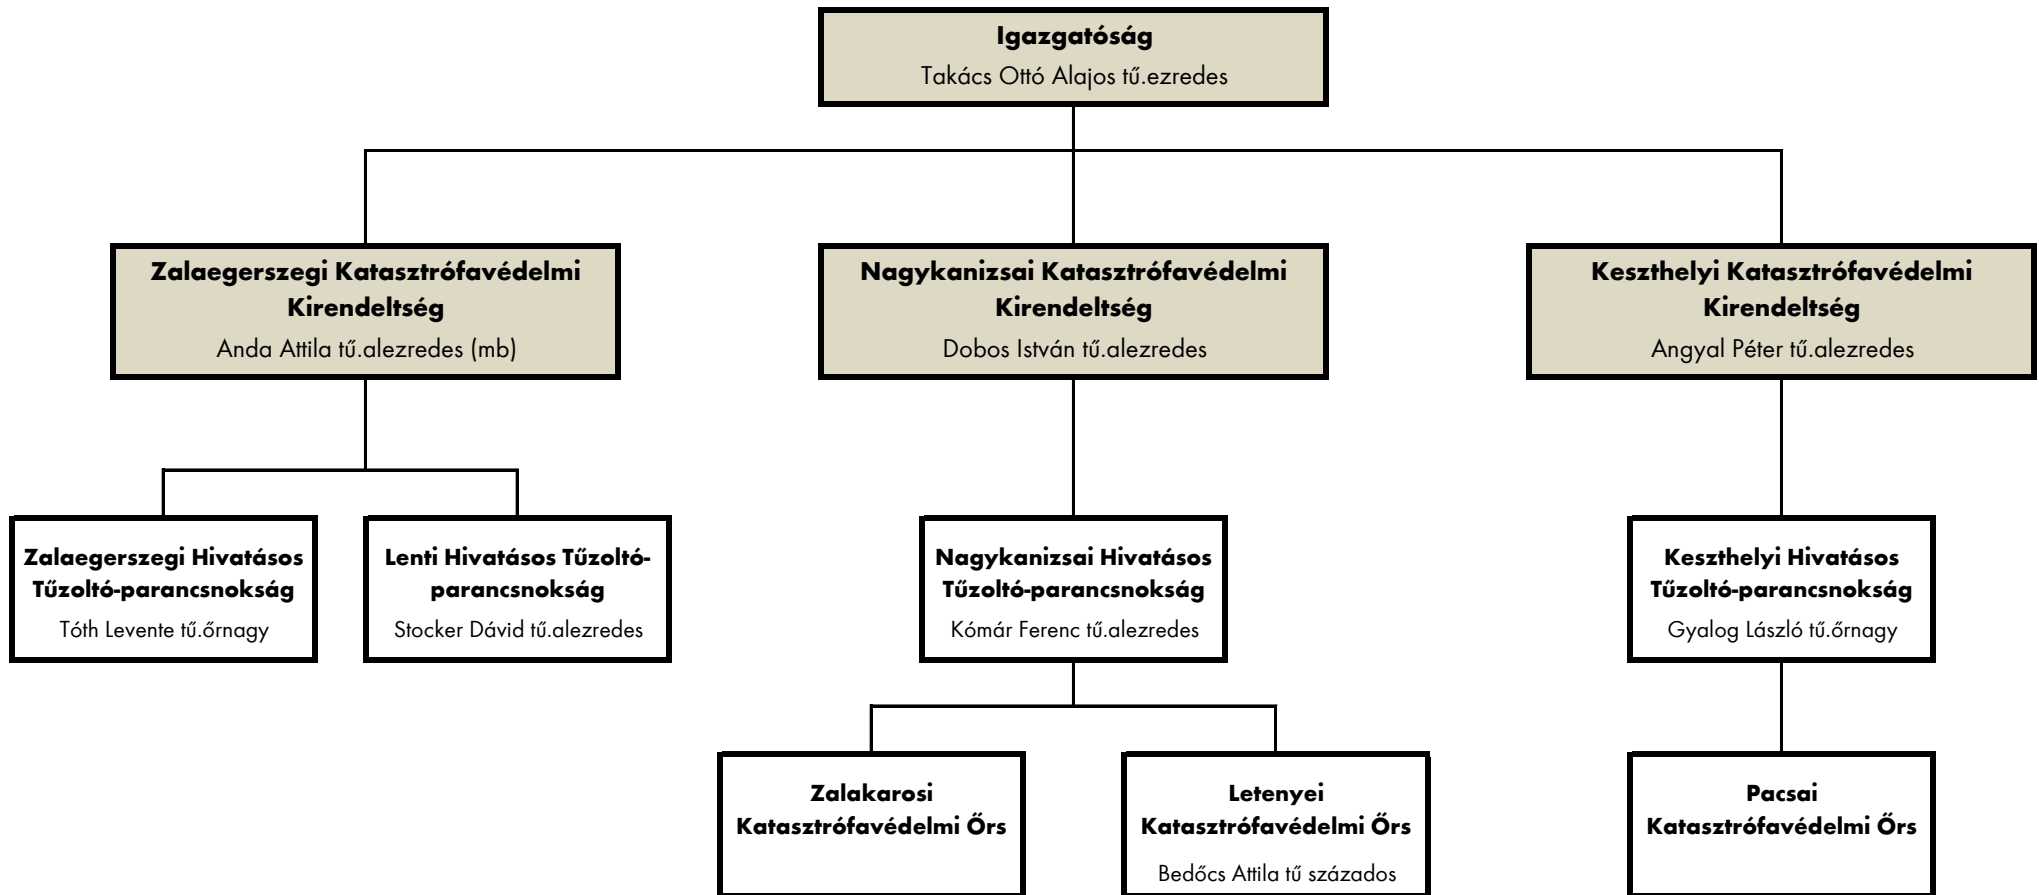 Igazgatóság
Takács Ottó Alajos tű.ezredes
Zalaegerszegi Katasztrófavédelmi
Kirendeltség
Anda Attila tű.alezredes (mb)
Nagykanizsai Katasztrófavédelmi
Kirendeltség
Dobos István tű.alezredes
Keszthelyi Katasztrófavédelmi
Kirendeltség
Angyal Péter tű.alezredes
Zalaegerszegi Hivatásos
Tűzoltó-parancsnokság
Tóth Levente tű.őrnagy
Lenti Hivatásos Tűzoltó-
parancsnokság
Stocker Dávid tű.alezredes
Nagykanizsai Hivatásos
Tűzoltó-parancsnokság
Kómár Ferenc tű.alezredes
Keszthelyi Hivatásos
Tűzoltó-parancsnokság
Gyalog László tű.őrnagy
Zalakarosi
Katasztrófavédelmi Őrs
Letenyei
Katasztrófavédelmi Őrs
Bedőcs Attila tű százados
Pacsai
Katasztrófavédelmi Őrs